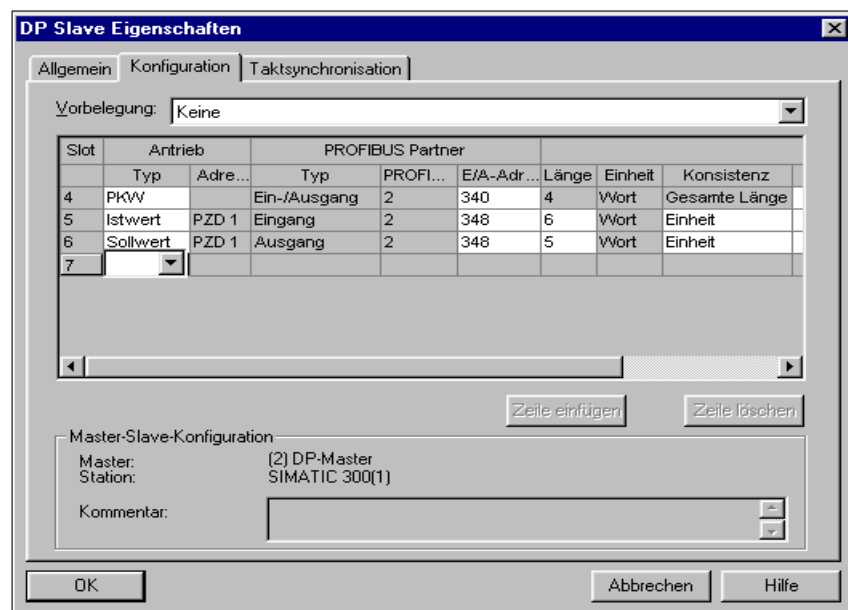 DP Slave Eigenschaften
Allgemein Konfiguration Taktsynchronisation
Vorbelegung: Keine
Slot Antrieb PROFIBUS Partner
Typ Adre... Typ PROFI... E/A-Adr... Länge Einheit Konsistenz
4 PKW Ein-/Ausgang 2 340 4 Wort Gesamte Länge
5 Istwert PZD 1 Eingang 2 348 6 Wort Einheit
6 Sollwert PZD 1 Ausgang 2 348 5 Wort Einheit
7
Zeile einfügen Zeile löschen
Master-Slave-Konfiguration
Master: (2) DP-Master
Station: SIMATIC 300(1)
Kommentar:
OK Abbrechen Hilfe